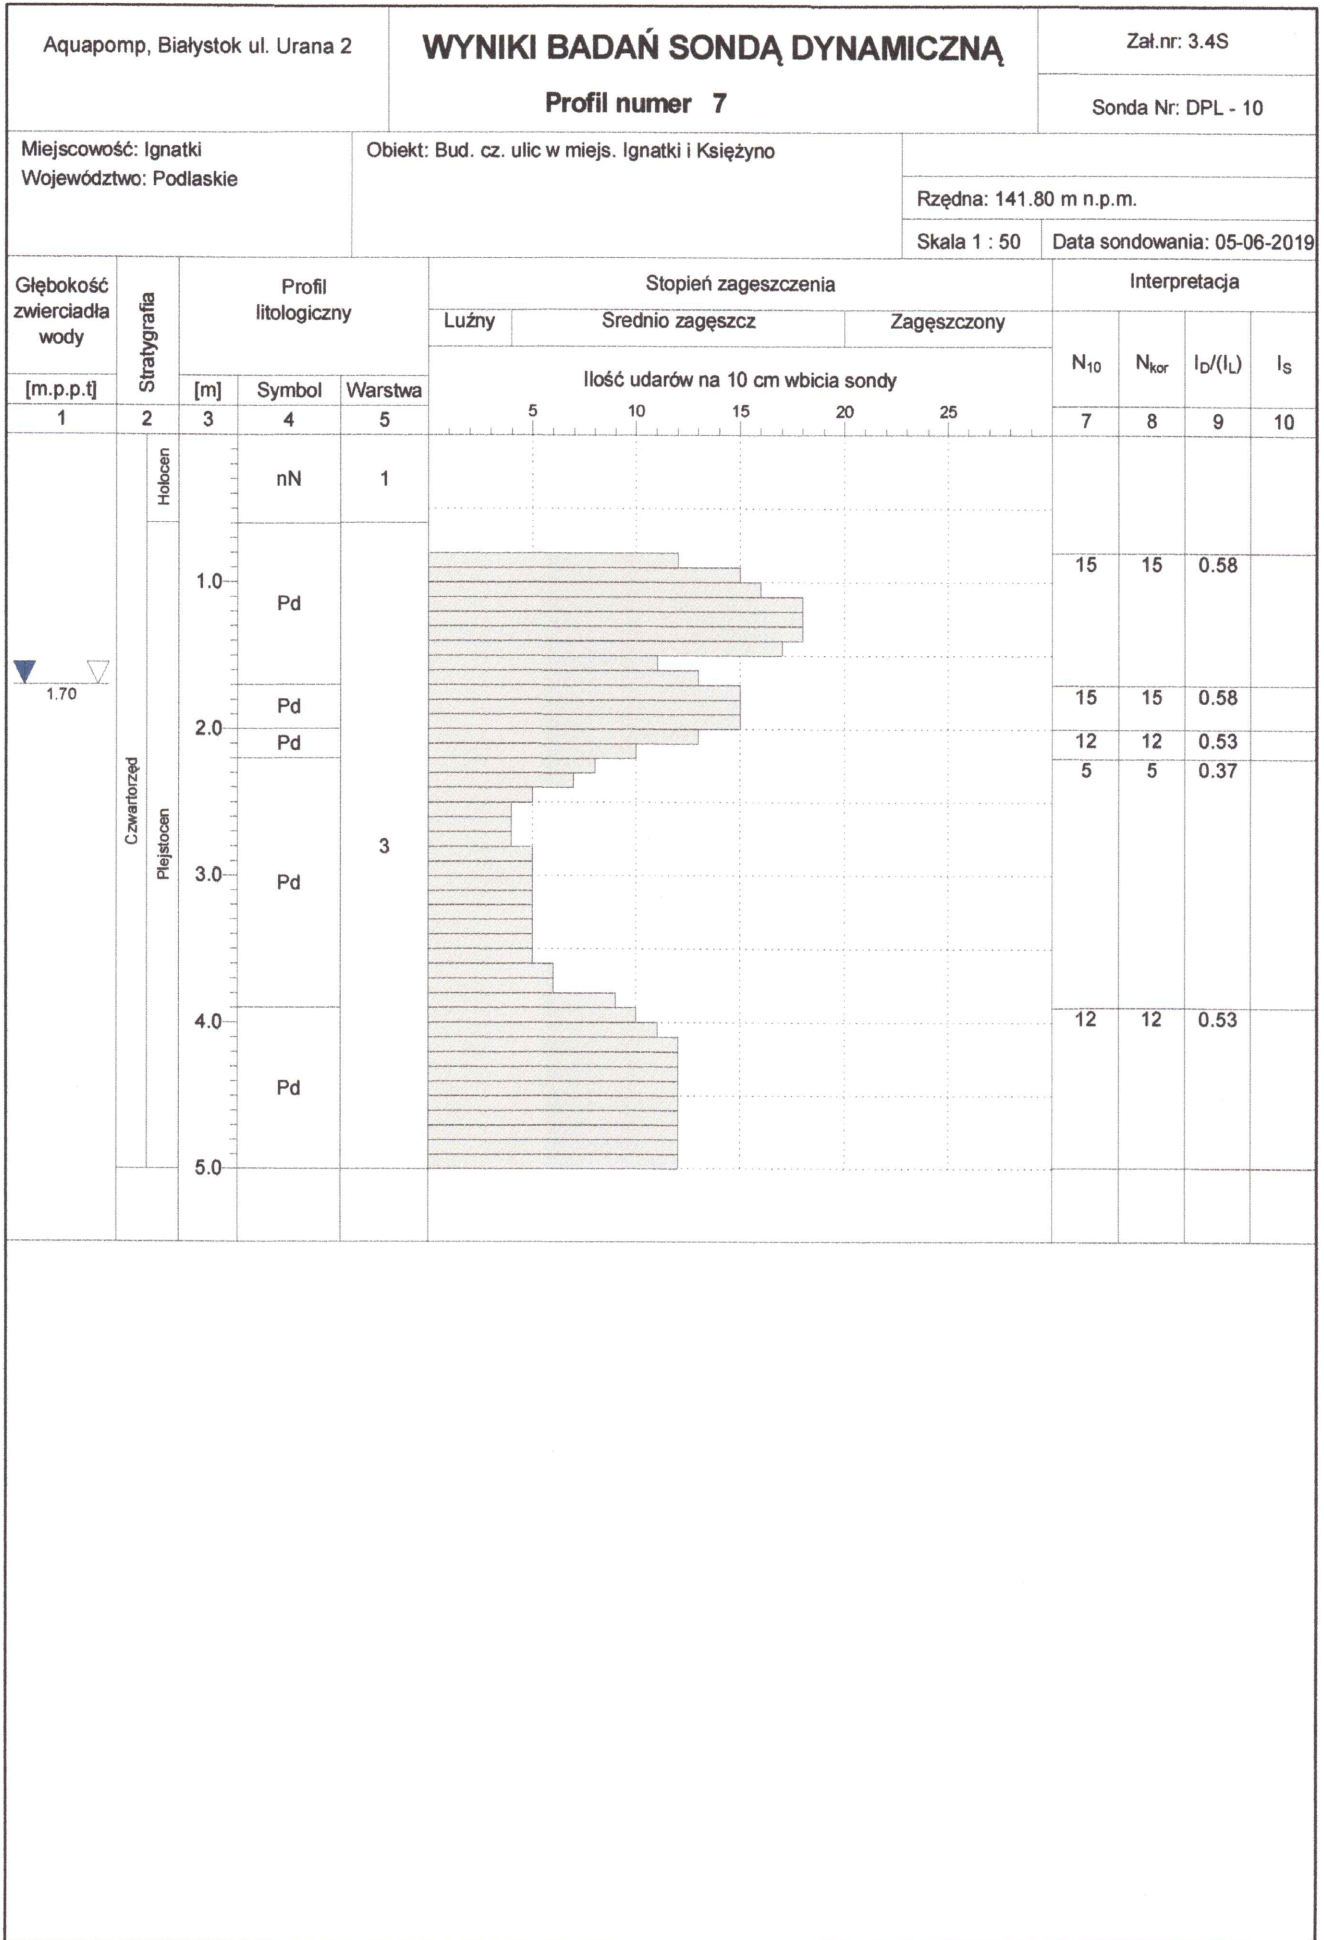 Aquapomp, Białystok ul. Urana 2
WYNIKI BADAŃ SONDĄ DYNAMICZNĄ
Profil numer 7
Zał.nr: 3.4S
Sonda Nr: DPL - 10
Miejscowość: Ignatki
Województwo: Podlaskie
Obiekt: Bud. cz. ulic w miejs. Ignatki i Księżyno
Rzędna: 141.80 m n.p.m.
Skala 1 : 50
Data sondowania: 05-06-2019
Głębokość
zwierciadła
wody
[m.p.p.t]
Stratygrafia
Profil
litologiczny
[m]
Symbol
Warstwa
Stopień zageszczenia
Luźny
Srednio zagęszcz
Zagęszczony
Ilość udarów na 10 cm wbicia sondy
Interpretacja
N10
Nkor
ID/(IL)
IS
1 2 3 4 5
5 10 15 20 25
7 8 9 10
Holocen
nN 1
15 15 0.58
1.0
Pd
1.70
Pd
15 15 0.58
2.0
Pd
12 12 0.53
5 5 0.37
Czwartorzęd
Plejstocen
3
3.0
Pd
4.0
12 12 0.53
Pd
5.0